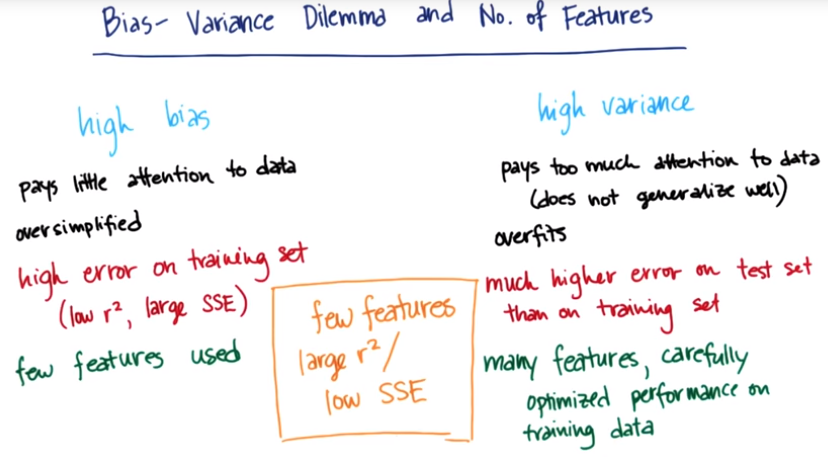 Bias- Variance Dilemma and No. of Features
high bias
pays little attention to data
oversimplified
high error on training set
(low r², large SSE)
few features used
few features
large r²/
low SSE
high variance
pays too much attention to data
(does not generalize well)
overfits
much higher error on test set
than on training set
many features, carefully
optimized performance on
training data